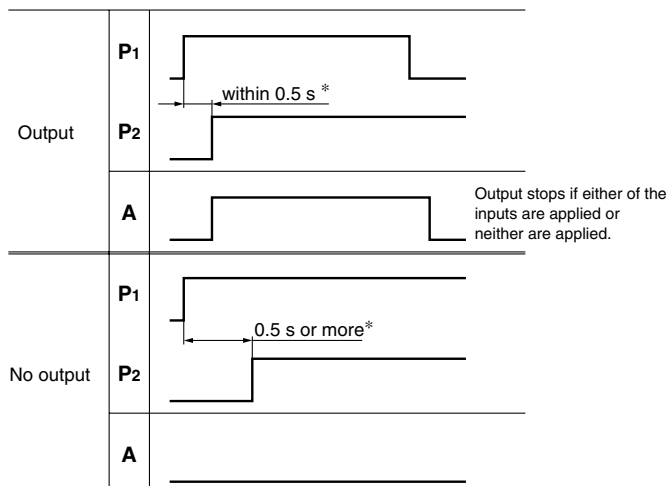 P1
within 0.5 s *
Output
P2
A
Output stops if either of the
inputs are applied or
neither are applied.
P1
0.5 s or more*
No output
P2
A